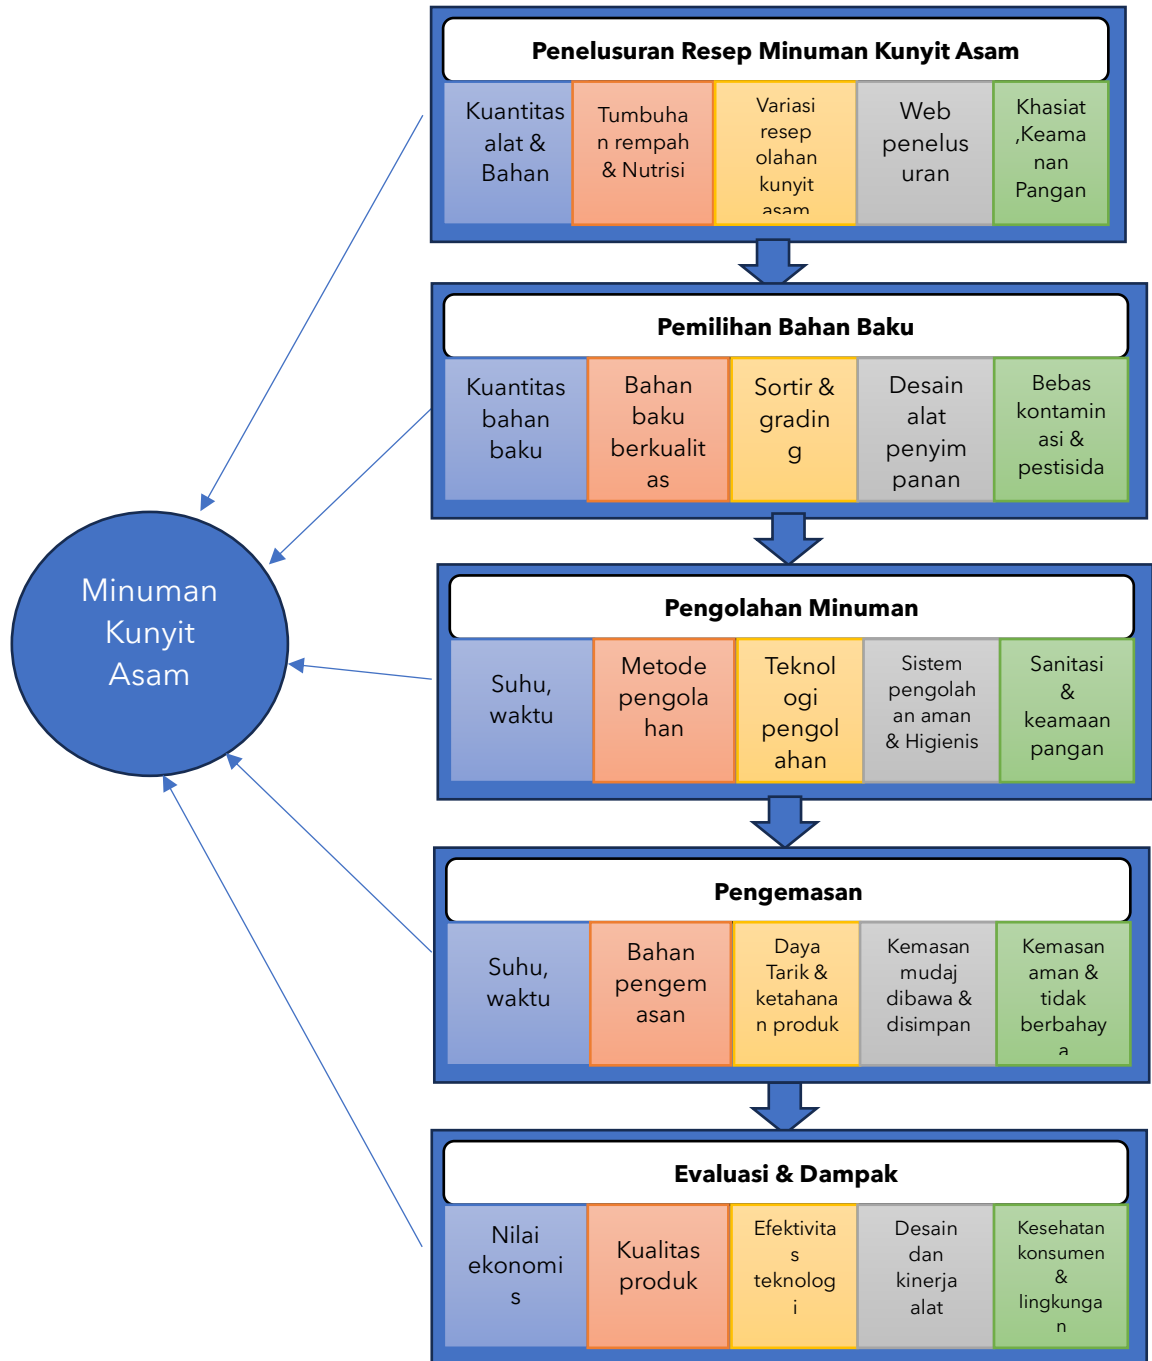 Penelusuran Resep Minuman Kunyit Asam
Kuantitas
alat &
Bahan
Tumbuha
n rempah
& Nutrisi
Variasi
resep
olahan
kunyit
asam
Web
penelus
uran
Khasiat
,Keama
nan
Pangan
Pemilihan Bahan Baku
Kuantitas
bahan
baku
Bahan
baku
berkualit
as
Sortir &
gradin
g
Desain
alat
penyim
panan
Bebas
kontamin
asi &
pestisida
Minuman
Kunyit
Asam
Pengolahan Minuman
Suhu,
waktu
Metode
pengola
han
Teknol
ogi
pengol
ahan
Sistem
pengolah
an aman
& Higienis
Sanitasi
&
keamaan
pangan
Pengemasan
Suhu,
waktu
Bahan
pengem
asan
Daya
Tarik &
ketahana
n produk
Kemasan
mudaj
dibawa &
disimpan
Kemasan
aman &
tidak
berbahay
a
Evaluasi & Dampak
Nilai
ekonomi
s
Kualitas
produk
Efektivita
s
teknolog
i
Desain
dan
kinerja
alat
Kesehatan
konsumen
&
lingkunga
n